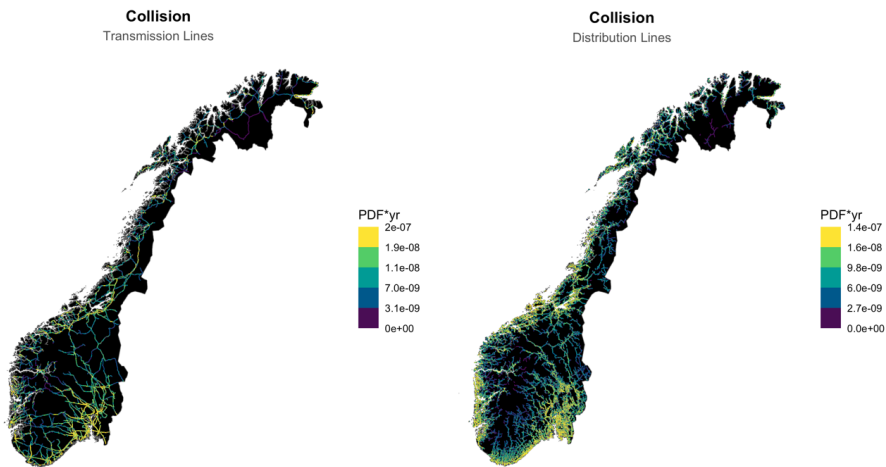 Collision
Transmission Lines
PDF*yr
2e-07
1.9e-08
1.1e-08
7.0e-09
3.1e-09
0e+00
Collision
Distribution Lines
PDF*yr
1.4e-07
1.6e-08
9.8e-09
6.0e-09
2.7e-09
0.0e+00